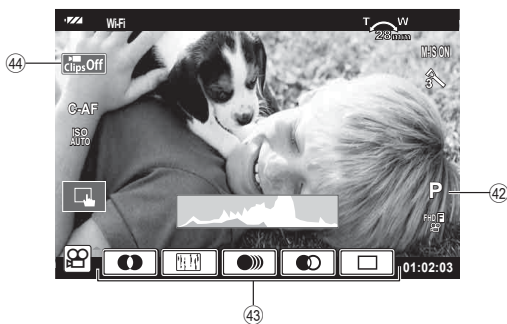 Wi-Fi
T W
28mm
M-IS ON
3
44
Clips Off
C-AF
ISO
AUTO
P
42
FHD F
01:02:03
43